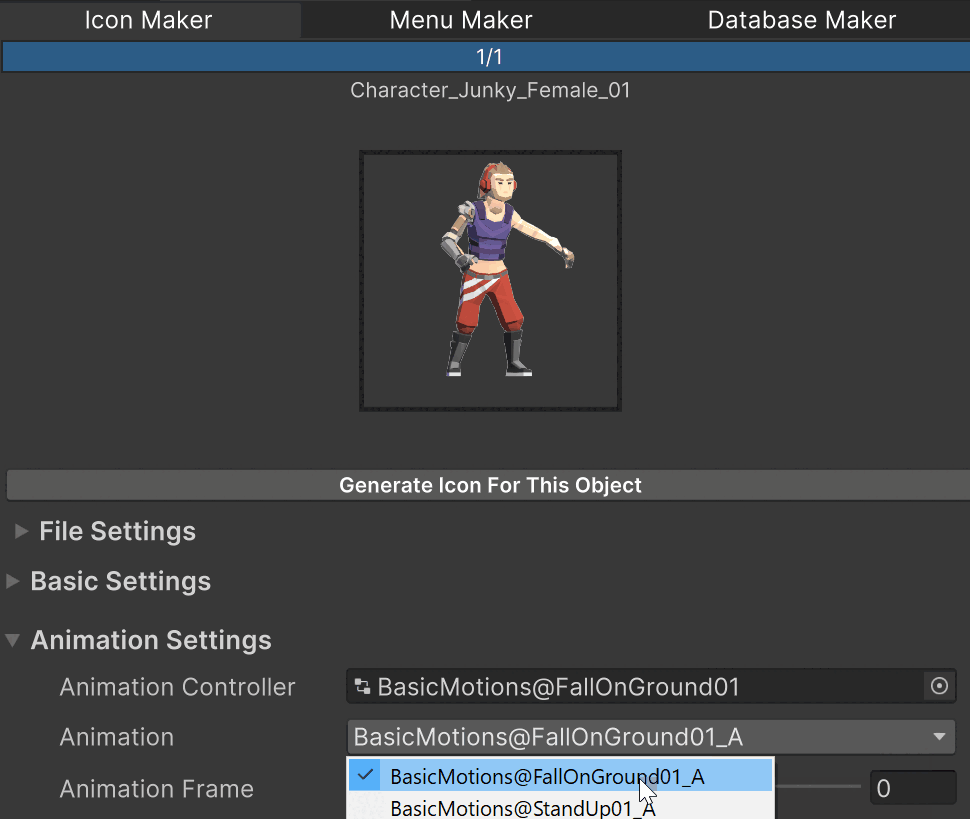 Icon Maker Menu Maker Database Maker
1/1
Character_Junky_Female_01
Generate Icon For This Object
File Settings
Basic Settings
Animation Settings
Animation Controller BasicMotions@FallOnGround01
Animation BasicMotions@FallOnGround01_A
BasicMotions@FallOnGround01_A
Animation Frame 0
BasicMotions@StandUp01_A